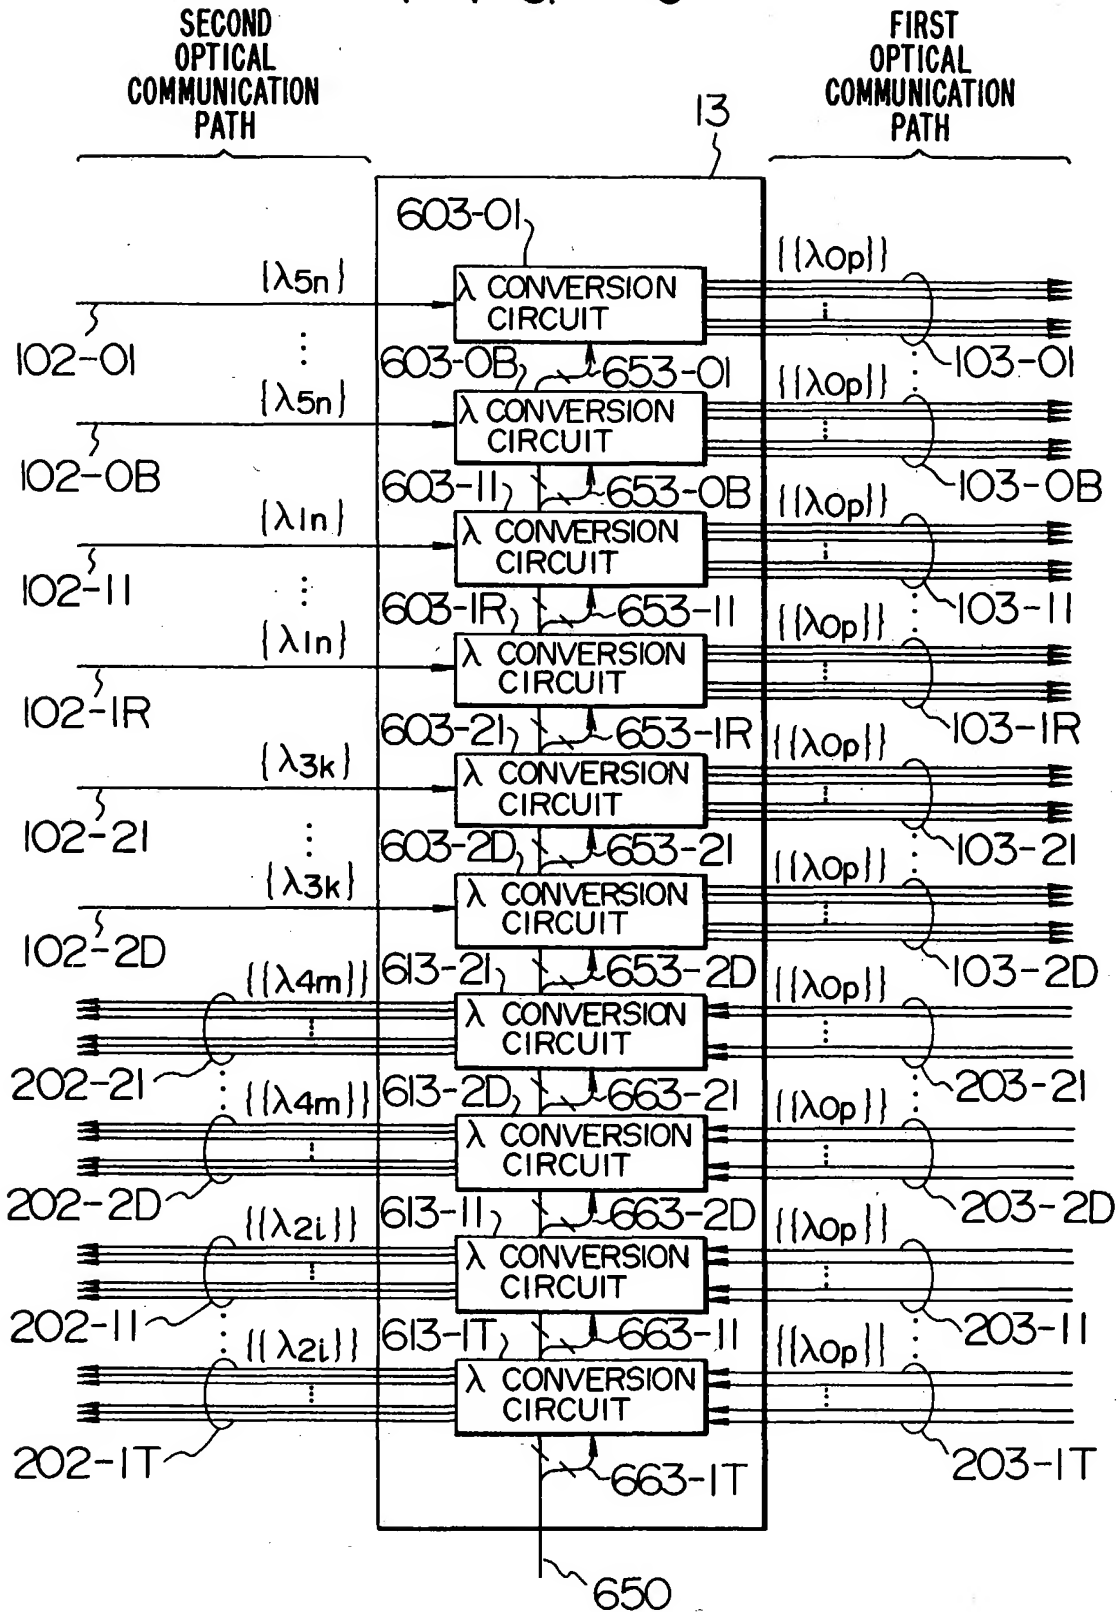 SECOND
OPTICAL
COMMUNICATION
PATH
FIRST
OPTICAL
COMMUNICATION
PATH
13
603-01
{λ5n}
λ CONVERSION
CIRCUIT
{{λ0p}}
102-01
603-0B
653-01
103-01
{λ5n}
λ CONVERSION
CIRCUIT
{{λ0p}}
102-0B
603-11
653-0B
103-0B
{λ1n}
λ CONVERSION
CIRCUIT
{{λ0p}}
102-11
603-1R
653-11
103-11
{λ1n}
λ CONVERSION
CIRCUIT
{{λ0p}}
102-1R
603-21
653-1R
103-1R
{λ3k}
λ CONVERSION
CIRCUIT
{{λ0p}}
102-21
603-2D
653-21
103-21
{λ3k}
λ CONVERSION
CIRCUIT
{{λ0p}}
102-2D
613-21
653-2D
103-2D
{{λ4m}}
λ CONVERSION
CIRCUIT
{{λ0p}}
202-21
613-2D
663-21
203-21
{{λ4m}}
λ CONVERSION
CIRCUIT
{{λ0p}}
202-2D
613-11
663-2D
203-2D
{{λ2i}}
λ CONVERSION
CIRCUIT
{{λ0p}}
202-11
613-1T
663-11
203-11
{{λ2i}}
λ CONVERSION
CIRCUIT
{{λ0p}}
202-1T
663-1T
203-1T
650